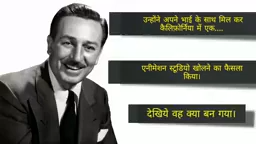 उन्होंने अपने भाई के साथ मिल कर
कैलिफ़ोर्निया में एक....
एनीमेशन स्टूडियो खोलने का फैसला
किया।
देखिये वह क्या बन गया।